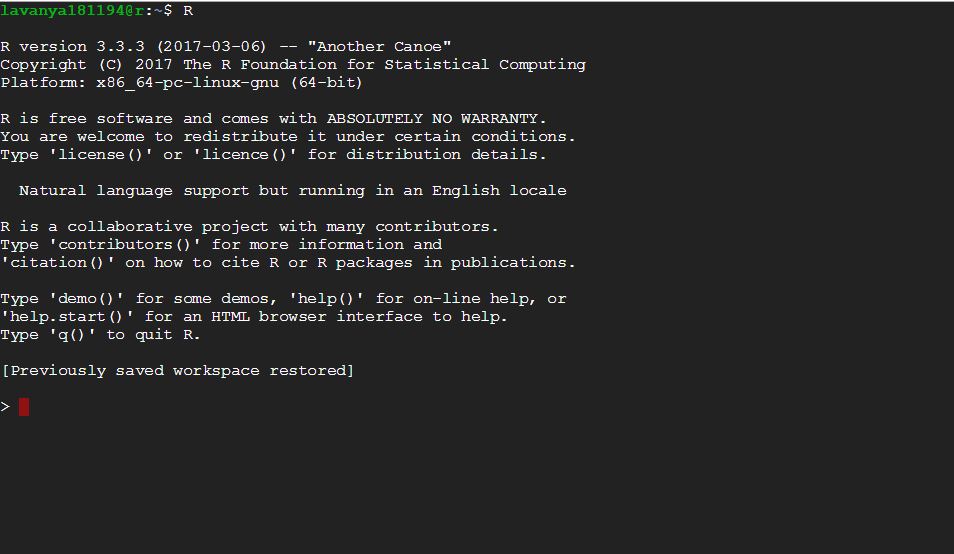 lavanya181194@r:~$ R
R version 3.3.3 (2017-03-06) -- "Another Canoe"
Copyright (C) 2017 The R Foundation for Statistical Computing
Platform: x86_64-pc-linux-gnu (64-bit)
R is free software and comes with ABSOLUTELY NO WARRANTY.
You are welcome to redistribute it under certain conditions.
Type 'license()' or 'licence()' for distribution details.
Natural language support but running in an English locale
R is a collaborative project with many contributors.
Type 'contributors()' for more information and
'citation()' on how to cite R or R packages in publications.
Type 'demo()' for some demos, 'help()' for on-line help, or
'help.start()' for an HTML browser interface to help.
Type 'q()' to quit R.
[Previously saved workspace restored]
>